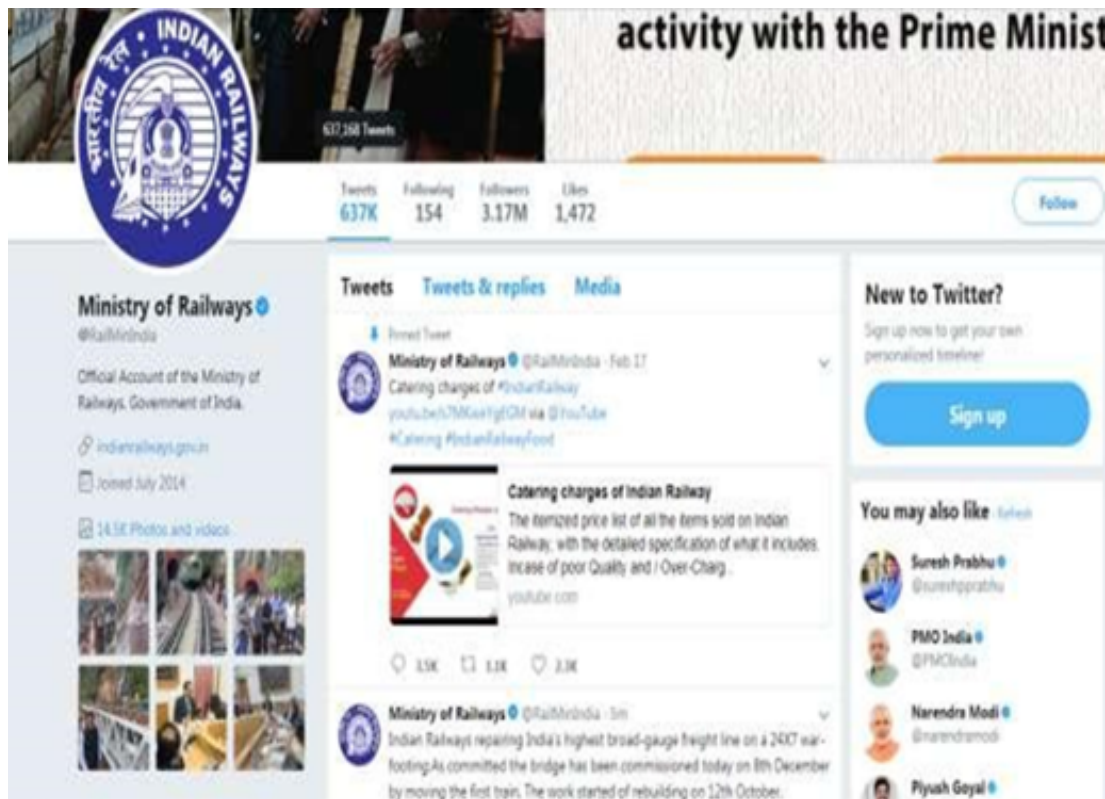 activity with the Prime Minist
भारतीय रेल
INDIAN RAILWAYS
637,168 Tweets
Tweets Following Followers Likes
637K 154 3.17M 1,472
Follow
Ministry of Railways
@RailMinIndia
Official Account of the Ministry of
Railways, Government of India.
indianrailways.gov.in
Joined July 2014
14.5K Photos and videos
Tweets Tweets & replies Media
Pinned Tweet
Ministry of Railways @RailMinIndia · Feb 17
Catering charges of #IndianRailway
via @YouTube
#Catering #IndianRailwayFood
Catering charges of Indian Railway
The itemized price list of all the items sold on Indian
Railway, with the detailed specification of what it includes.
Incase of poor Quality and / Over-Charg...
youtube.com
Ministry of Railways @RailMinIndia · 5m
Indian Railways repairing India's highest broad-gauge freight line on a 24X7 war-
footing.As committed the bridge has been commissioned today on 8th December
by moving the first train. The work started of rebuilding on 12th October.
New to Twitter?
Sign up now to get your own
personalized timeline!
Sign up
You may also like · Refresh
Suresh Prabhu
@sureshpprabhu
PMO India
@PMOIndia
Narendra Modi
@narendramodi
Piyush Goyal